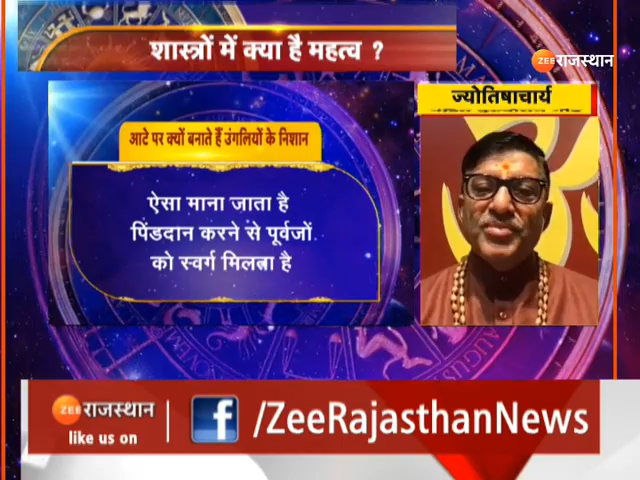 शास्त्रों में क्या है महत्व ?
ZEE राजस्थान
ज्योतिषाचार्य
आटे पर क्यों बनाते हैं उंगलियों के निशान
ऐसा माना जाता है
पिंडदान करने से पूर्वजों
को स्वर्ग मिलता है
ZEE राजस्थान
like us on
f /ZeeRajasthanNews